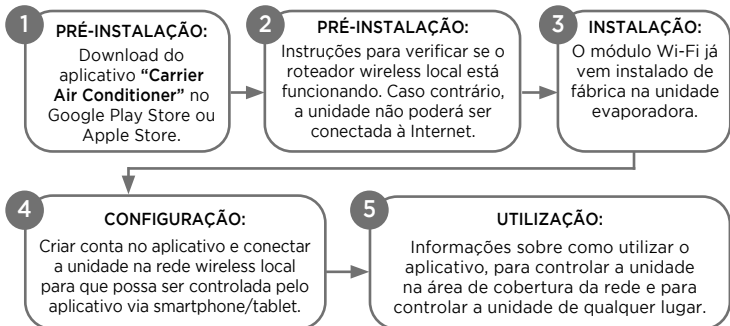 1
PRÉ-INSTALAÇÃO:
Download do
aplicativo “Carrier
Air Conditioner” no
Google Play Store ou
Apple Store.
2
PRÉ-INSTALAÇÃO:
Instruções para verificar se o
roteador wireless local está
funcionando. Caso contrário,
a unidade não poderá ser
conectada à Internet.
3
INSTALAÇÃO:
O módulo Wi-Fi já
vem instalado de
fábrica na unidade
evaporadora.
4
CONFIGURAÇÃO:
Criar conta no aplicativo e conectar
a unidade na rede wireless local
para que possa ser controlada pelo
aplicativo via smartphone/tablet.
5
UTILIZAÇÃO:
Informações sobre como utilizar o
aplicativo, para controlar a unidade
na área de cobertura da rede e para
controlar a unidade de qualquer lugar.